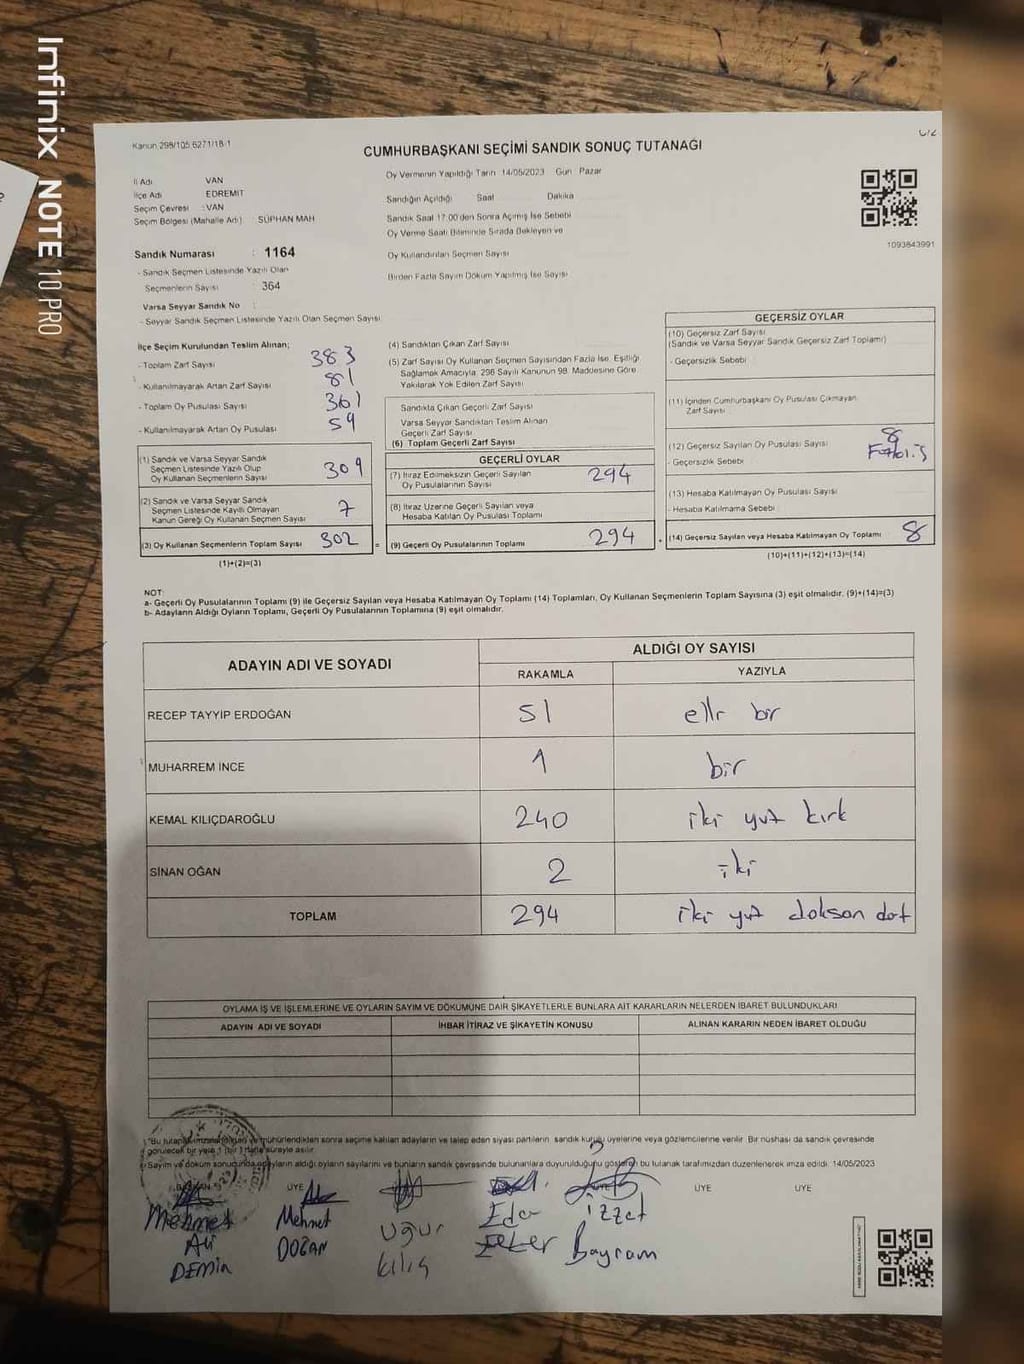 Infinix NOTE 10 PRO
Kanun 298/105 6271/18-1
CUMHURBAŞKANI SEÇİMİ SANDIK SONUÇ TUTANAĞI
İl Adı VAN
İlçe Adı EDREMIT
Seçim Çevresi : VAN
Seçim Bölgesi (Mahalle Adı) SÜPHAN MAH
Oy Vermenin Yapıldığı Tarih 14/05/2023 Gün Pazar
Sandığın Açıldığı Saat Dakika
Sandık Saat 17:00'den Sonra Açılmış İse Sebebi
Oy Verme Saati Bitiminde Sırada Bekleyen ve
Oy Kullandırılan Seçmen Sayısı
Birden Fazla Sayım Döküm Yapılmış İse Sayısı
1093843991
Sandık Numarası : 1164
- Sandık Seçmen Listesinde Yazılı Olan
Seçmenlerin Sayısı : 364
Varsa Seyyar Sandık No :
- Seyyar Sandık Seçmen Listesinde Yazılı Olan Seçmen Sayısı
İlçe Seçim Kurulundan Teslim Alınan;
- Toplam Zarf Sayısı 383
- Kullanılmayarak Artan Zarf Sayısı 81
- Toplam Oy Pusulası Sayısı 361
- Kullanılmayarak Artan Oy Pusulası 59
(1) Sandık ve Varsa Seyyar Sandık
Seçmen Listesinde Yazılı Olup
Oy Kullanan Seçmenlerin Sayısı 309
(2) Sandık ve Varsa Seyyar Sandık
Seçmen Listesinde Kayıtlı Olmayan
Kanun Gereği Oy Kullanan Seçmen Sayısı 7
(3) Oy Kullanan Seçmenlerin Toplam Sayısı 302 =
(1)+(2)=(3)
(4) Sandıktan Çıkan Zarf Sayısı
(5) Zarf Sayısı Oy Kullanan Seçmen Sayısından Fazla İse, Eşitliği
Sağlamak Amacıyla, 298 Sayılı Kanunun 98. Maddesine Göre
Yakılarak Yok Edilen Zarf Sayısı
Sandıkta Çıkan Geçerli Zarf Sayısı
Varsa Seyyar Sandıktan Teslim Alınan
Geçerli Zarf Sayısı
(6) Toplam Geçerli Zarf Sayısı
GEÇERLİ OYLAR
(7) İtiraz Edilmeksizin Geçerli Sayılan
Oy Pusulalarının Sayısı 294
(8) İtiraz Üzerine Geçerli Sayılan veya
Hesaba Katılan Oy Pusulası Toplamı
(9) Geçerli Oy Pusulalarının Toplamı 294
GEÇERSİZ OYLAR
(10) Geçersiz Zarf Sayısı
(Sandık ve Varsa Seyyar Sandık Geçersiz Zarf Toplamı)
- Geçersizlik Sebebi
(11) İçinden Cumhurbaşkanı Oy Pusulası Çıkmayan
Zarf Sayısı
(12) Geçersiz Sayılan Oy Pusulası Sayısı 8
- Geçersizlik Sebebi
(13) Hesaba Katılmayan Oy Pusulası Sayısı
- Hesaba Katılmama Sebebi
(14) Geçersiz Sayılan veya Hesaba Katılmayan Oy Toplamı 8
(10)+(11)+(12)+(13)=(14)
NOT:
a- Geçerli Oy Pusulalarının Toplamı (9) ile Geçersiz Sayılan veya Hesaba Katılmayan Oy Toplamı (14) Toplamları, Oy Kullanan Seçmenlerin Toplam Sayısına (3) eşit olmalıdır. (9)+(14)=(3)
b- Adayların Aldığı Oyların Toplamı, Geçerli Oy Pusulalarının Toplamına (9) eşit olmalıdır.
ADAYIN ADI VE SOYADI
ALDIĞI OY SAYISI
RAKAMLA YAZIYLA
RECEP TAYYİP ERDOĞAN 51 elli bir
MUHARREM İNCE 1 bir
KEMAL KILIÇDAROĞLU 240 iki yuz kırk
SİNAN OĞAN 2 iki
TOPLAM 294 iki yuz doksan dot
OYLAMA İŞ VE İŞLEMLERİNE VE OYLARIN SAYIM VE DÖKÜMÜNE DAİR ŞİKAYETLERLE BUNLARA AİT KARARLARIN NELERDEN İBARET BULUNDUKLARI
ADAYIN ADI VE SOYADI İHBAR İTİRAZ VE ŞİKAYETİN KONUSU ALINAN KARARIN NEDEN İBARET OLDUĞU
"Bu tutanak imzalandıktan ve mühürlendikten sonra seçime katılan adayların ve talep eden siyasi partilerin, sandık kurulu üyelerine veya gözlemcilerine verilir. Bir nüshası da sandık çevresinde
görülecek bir yere 1 (bir) hafta süreyle asılır.
Sayım ve döküm sonucunda adayların aldığı oyların sayılarını ve bunların sandık çevresinde bulunanlara duyurulduğunu gösteren bu tutanak tarafımızdan düzenlenerek imza edildi. 14/05/2023
BAŞKAN ÜYE ÜYE ÜYE
Mehmet Ali DEMİR
Mehmet DOĞAN
Uğur kılıç
Eda Şeker
izzet Bayram